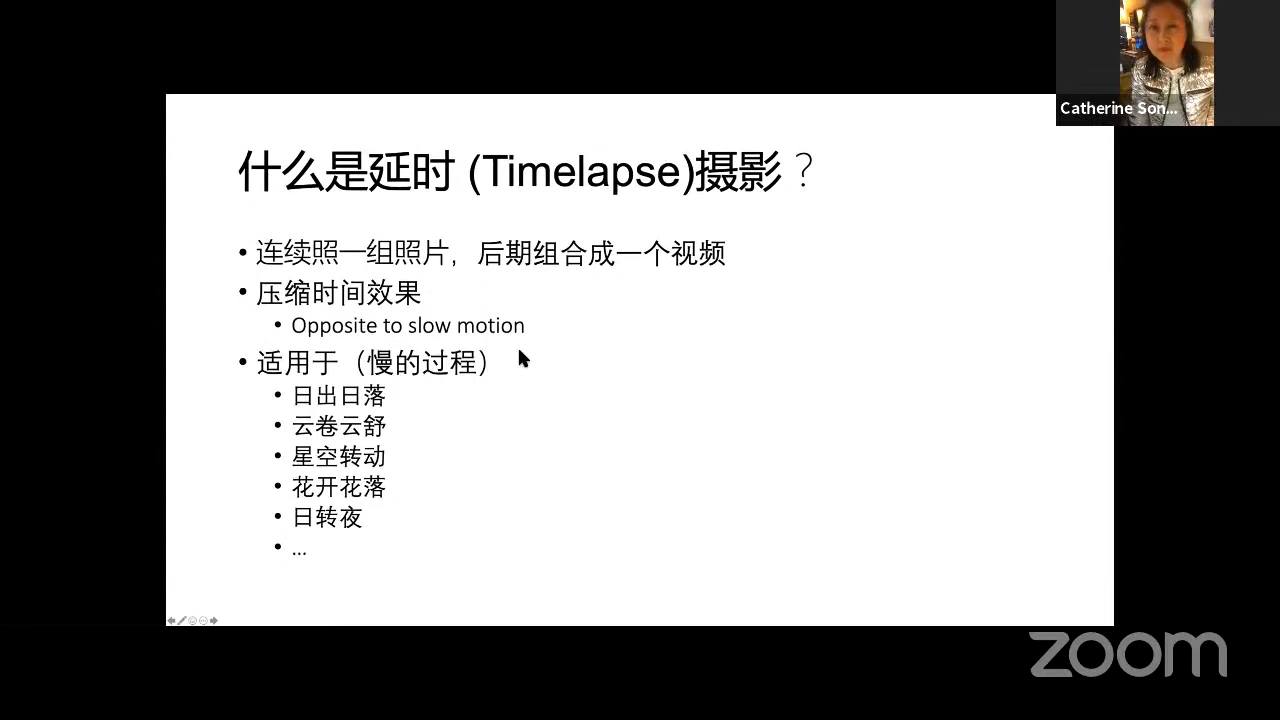 Catherine Son...
什么是延时 (Timelapse)摄影？
• 连续照一组照片，后期组合成一个视频
• 压缩时间效果
• Opposite to slow motion
• 适用于（慢的过程）
• 日出日落
• 云卷云舒
• 星空转动
• 花开花落
• 日转夜
• ...
zoom